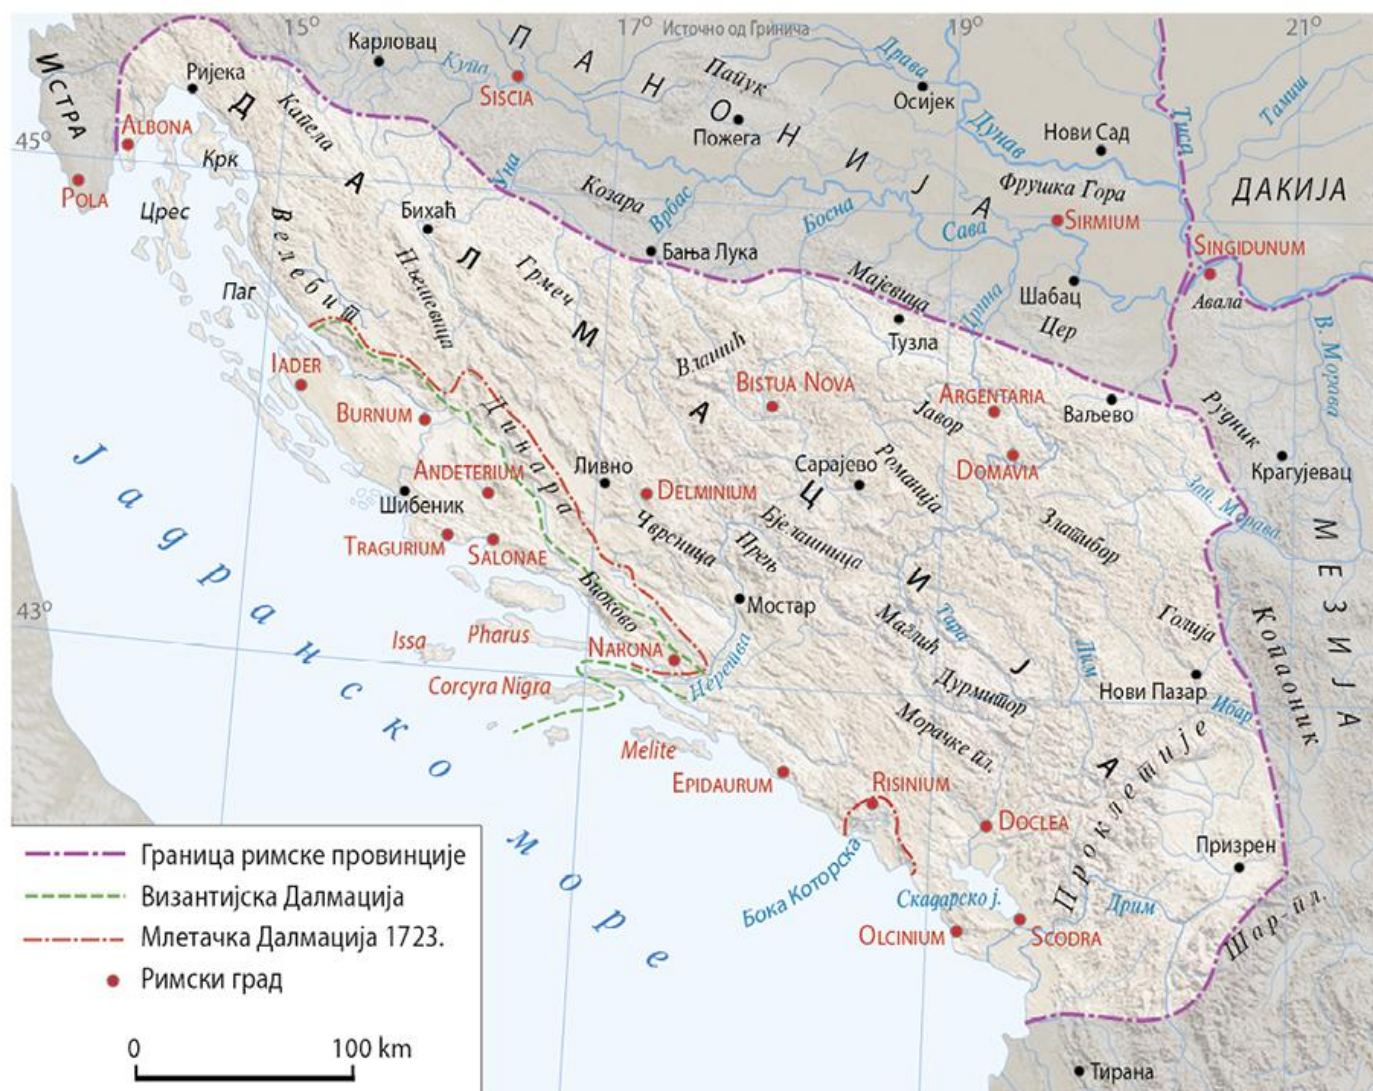 15°
17°
Источно од Гринича
19°
21°
45°
43°
ИСТРА
ДАЛМАЦИЈА
ПАНОНИЈА
ДАКИЈА
МЕЗИЈА
Јадранско море
Карловац
Ријека
Купа
SISCIA
Папук
Пожега
Драва
Осијек
Дунав
Нови Сад
Тиса
Тамиш
ALBONA
POLA
Крк
Црес
Капела
Уна
Козара
Врбас
Босна
Сава
Фрушка Гора
SIRMIUM
SINGIDUNUM
Авала
В. Морава
Бихаћ
Бања Лука
Велебит
Пљешевица
Грмеч
Мајевица
Дрина
Шабац
Цер
Тузла
Паг
IADER
BURNUM
Влашић
BISTUA NOVA
ARGENTARIA
Јавор
Ваљево
Рудник
Крагујевац
Динара
ANDETERIUM
Шибеник
Ливно
DELMINIUM
Сарајево
Романија
DOMAVIA
Зап. Морава
TRAGURIUM
SALONAE
Чврсница
Прењ
Бјелашница
Златибор
Биоково
Мостар
Маглић
Тара
Лим
Голија
Копаоник
Issa
Pharus
NARONA
Неретва
Corcyra Nigra
Дурмитор
Нови Пазар
Ибар
Морачке пл.
Melite
EPIDAURUM
RISINIUM
DOCLEA
Проклетије
Призрен
Бока Которска
Скадарско ј.
Дрим
Шар-пл.
OLCINIUM
SCODRA
Тирана
Граница римске провинције
Византијска Далмација
Млетачка Далмација 1723.
Римски град
0
100 km